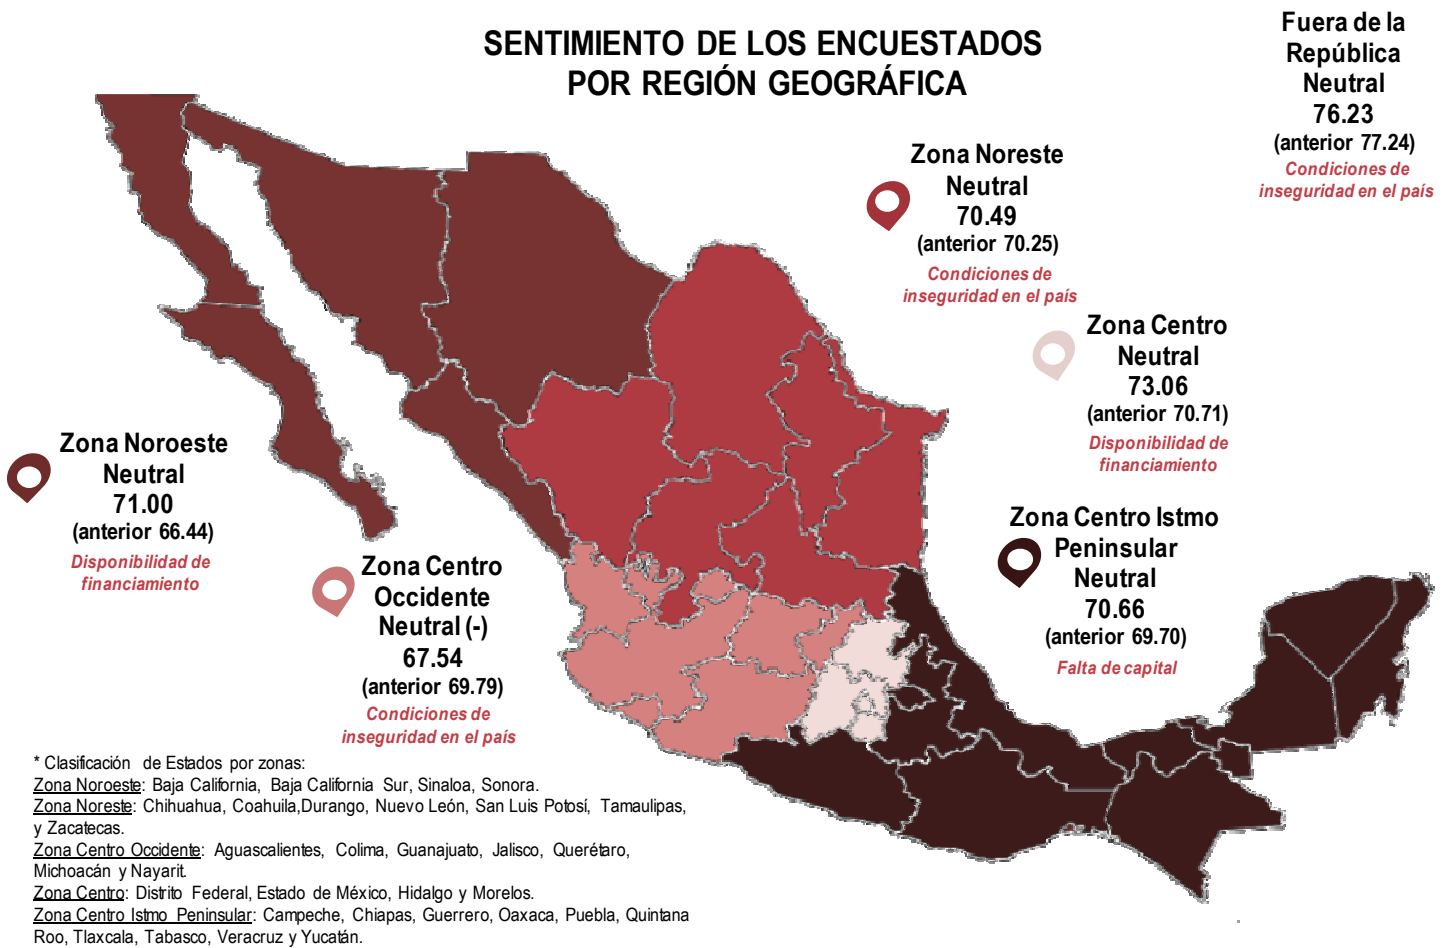 SENTIMIENTO DE LOS ENCUESTADOS
POR REGIÓN GEOGRÁFICA
Fuera de la
República
Neutral
76.23
(anterior 77.24)
Condiciones de
inseguridad en el país
Zona Noreste
Neutral
70.49
(anterior 70.25)
Condiciones de
inseguridad en el país
Zona Centro
Neutral
73.06
(anterior 70.71)
Disponibilidad de
financiamiento
Zona Noroeste
Neutral
71.00
(anterior 66.44)
Disponibilidad de
financiamiento
Zona Centro
Occidente
Neutral (-)
67.54
(anterior 69.79)
Condiciones de
inseguridad en el país
Zona Centro Istmo
Peninsular
Neutral
70.66
(anterior 69.70)
Falta de capital
* Clasificación de Estados por zonas:
Zona Noroeste: Baja California, Baja California Sur, Sinaloa, Sonora.
Zona Noreste: Chihuahua, Coahuila,Durango, Nuevo León, San Luis Potosí, Tamaulipas,
y Zacatecas.
Zona Centro Occidente: Aguascalientes, Colima, Guanajuato, Jalisco, Querétaro,
Michoacán y Nayarit.
Zona Centro: Distrito Federal, Estado de México, Hidalgo y Morelos.
Zona Centro Istmo Peninsular: Campeche, Chiapas, Guerrero, Oaxaca, Puebla, Quintana
Roo, Tlaxcala, Tabasco, Veracruz y Yucatán.